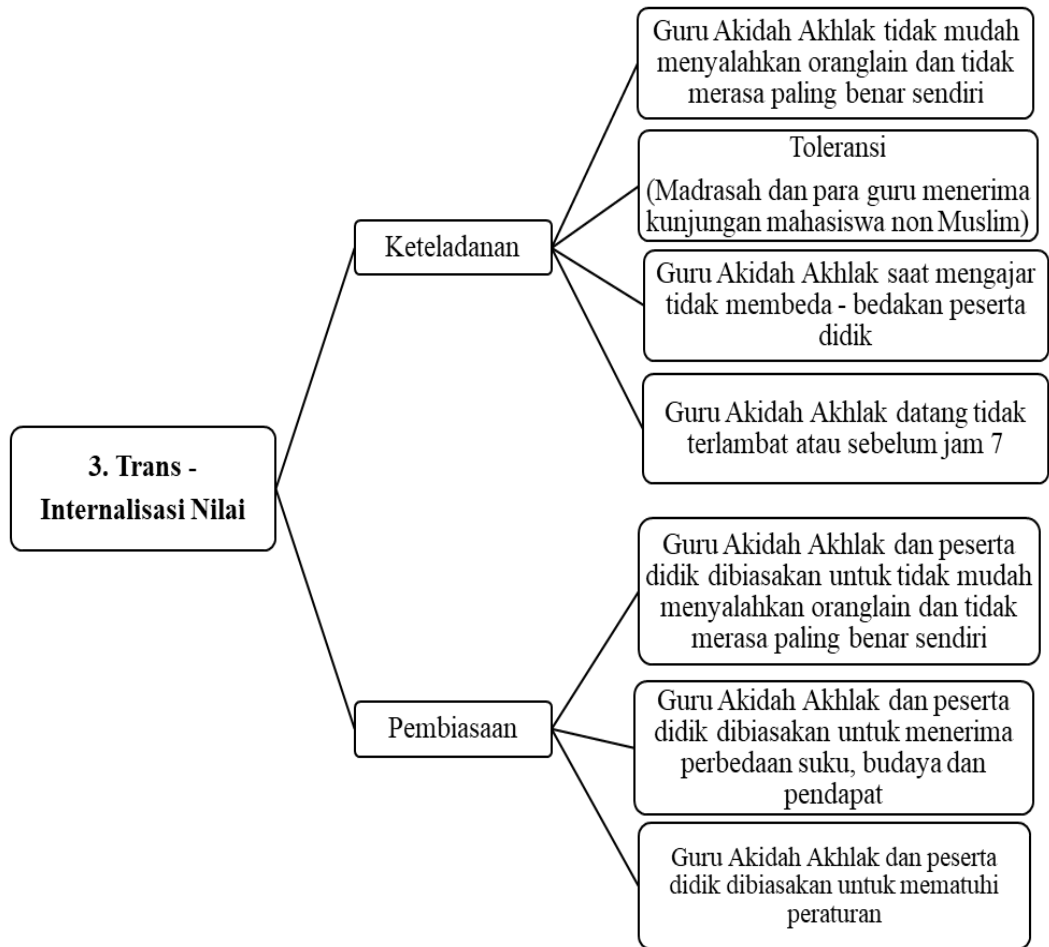 3. Trans -
Internalisasi Nilai
Keteladanan
Guru Akidah Akhlak tidak mudah
menyalahkan oranglain dan tidak
merasa paling benar sendiri
Toleransi
(Madrasah dan para guru menerima
kunjungan mahasiswa non Muslim)
Guru Akidah Akhlak saat mengajar
tidak membeda - bedakan peserta
didik
Guru Akidah Akhlak datang tidak
terlambat atau sebelum jam 7
Pembiasaan
Guru Akidah Akhlak dan peserta
didik dibiasakan untuk tidak mudah
menyalahkan oranglain dan tidak
merasa paling benar sendiri
Guru Akidah Akhlak dan peserta
didik dibiasakan untuk menerima
perbedaan suku, budaya dan
pendapat
Guru Akidah Akhlak dan peserta
didik dibiasakan untuk mematuhi
peraturan